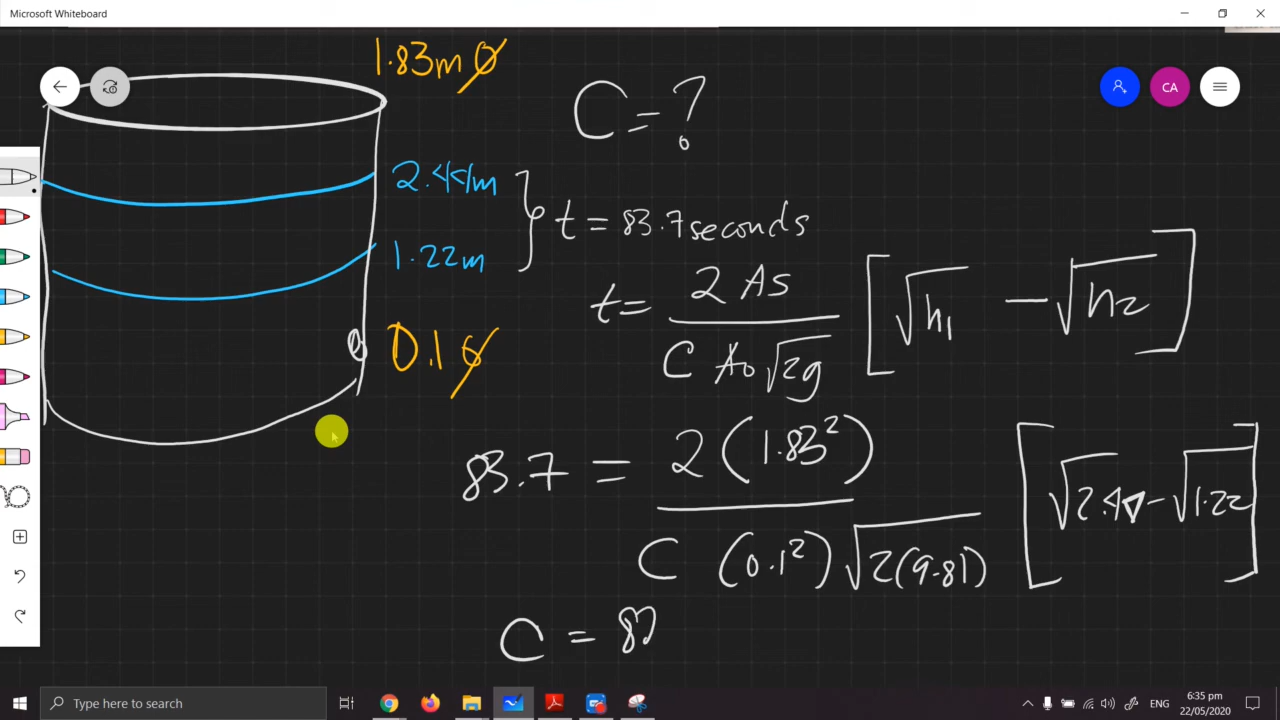 Microsoft Whiteboard
1.83m ⌀
C = ?
CA
2.44m
t = 83.7 seconds
1.22m
t = 2 As / C Ao √2g [√h1 - √h2]
0.1 ⌀
83.7 = 2 (1.83²) / C (0.1²) √2(9.81) [√2.44 - √1.22]
C = 8
Type here to search
ENG
6:35 pm
22/05/2020